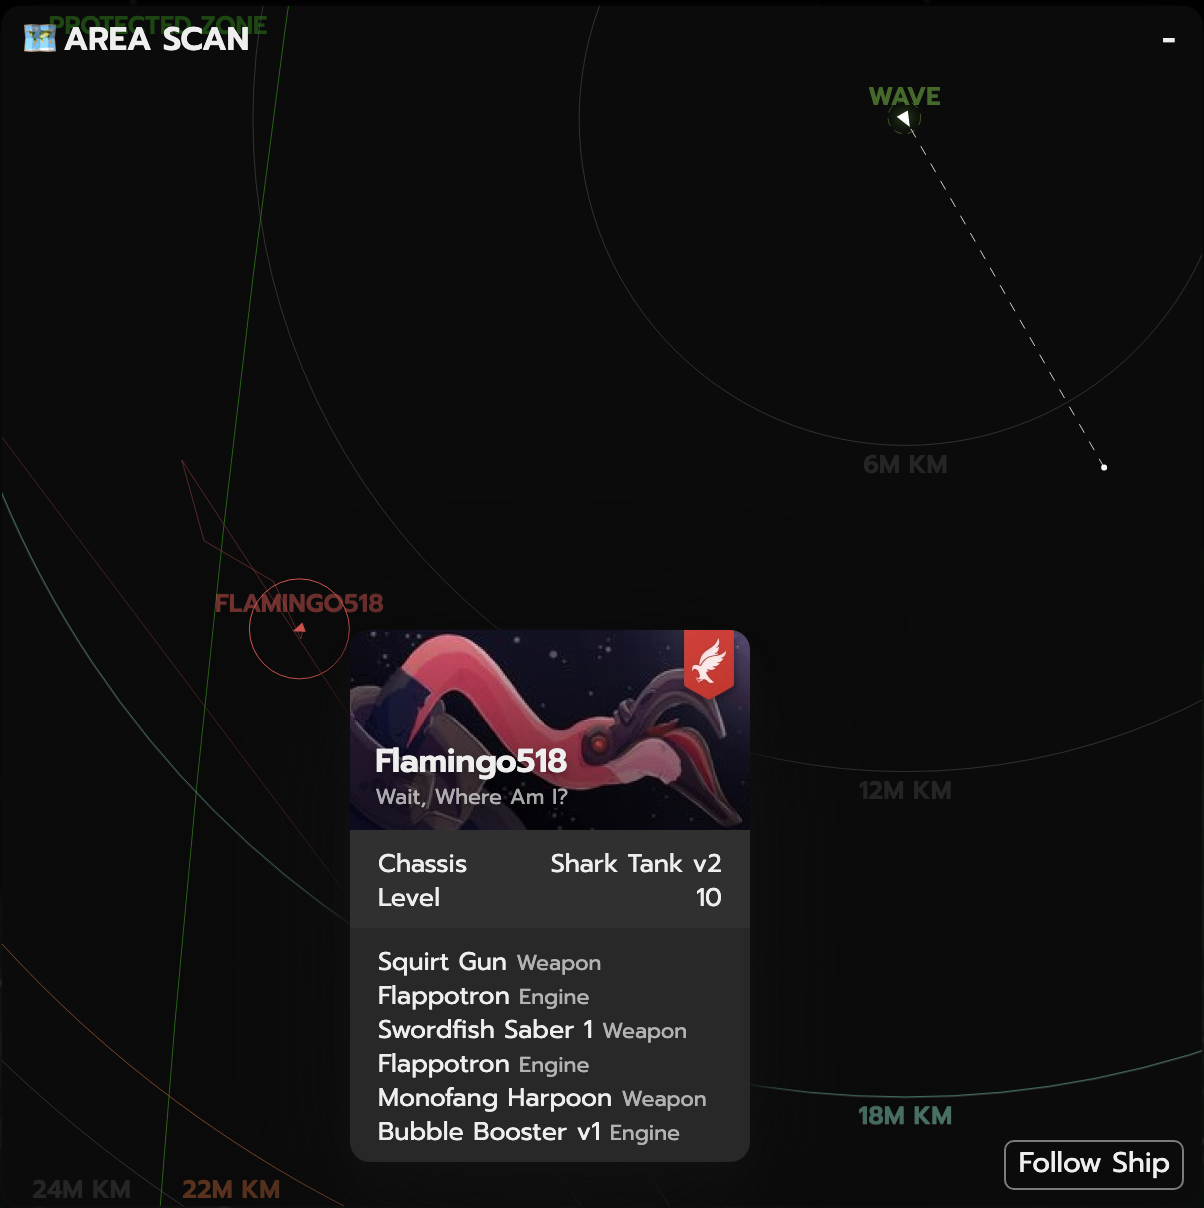 PROTECTED ZONE
AREA SCAN
-
WAVE
6M KM
FLAMINGO518
Flamingo518
Wait, Where Am I?
12M KM
Chassis Shark Tank v2
Level 10
Squirt Gun Weapon
Flappotron Engine
Swordfish Saber 1 Weapon
Flappotron Engine
Monofang Harpoon Weapon
Bubble Booster v1 Engine
18M KM
Follow Ship
24M KM
22M KM